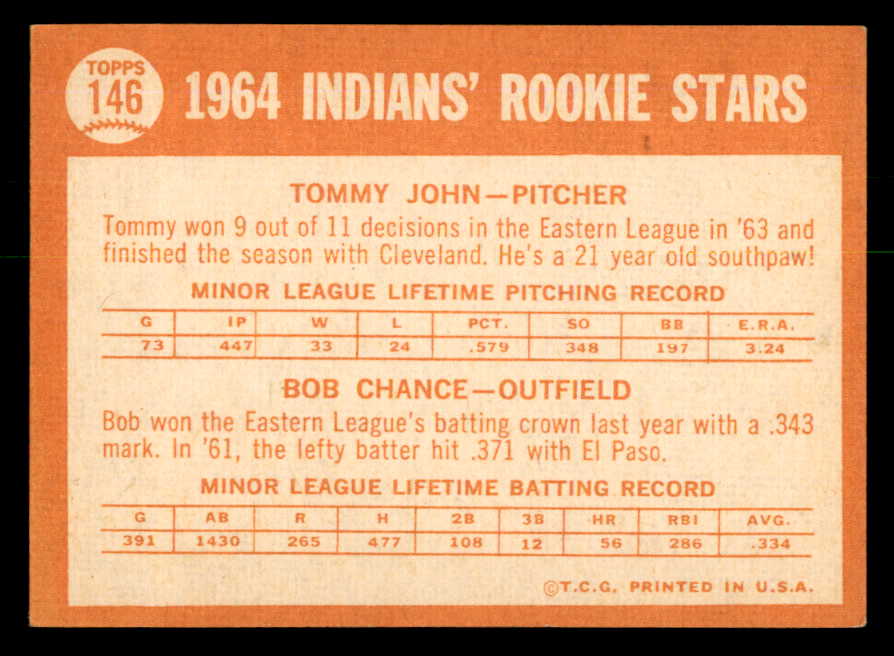 TOPPS
146
1964 INDIANS' ROOKIE STARS
TOMMY JOHN—PITCHER
Tommy won 9 out of 11 decisions in the Eastern League in '63 and
finished the season with Cleveland. He's a 21 year old southpaw!
MINOR LEAGUE LIFETIME PITCHING RECORD
G IP W L PCT. SO BB E.R.A.
73 447 33 24 .579 348 197 3.24
BOB CHANCE—OUTFIELD
Bob won the Eastern League's batting crown last year with a .343
mark. In '61, the lefty batter hit .371 with El Paso.
MINOR LEAGUE LIFETIME BATTING RECORD
G AB R H 2B 3B HR RBI AVG.
391 1430 265 477 108 12 56 286 .334
©T.C.G. PRINTED IN U.S.A.